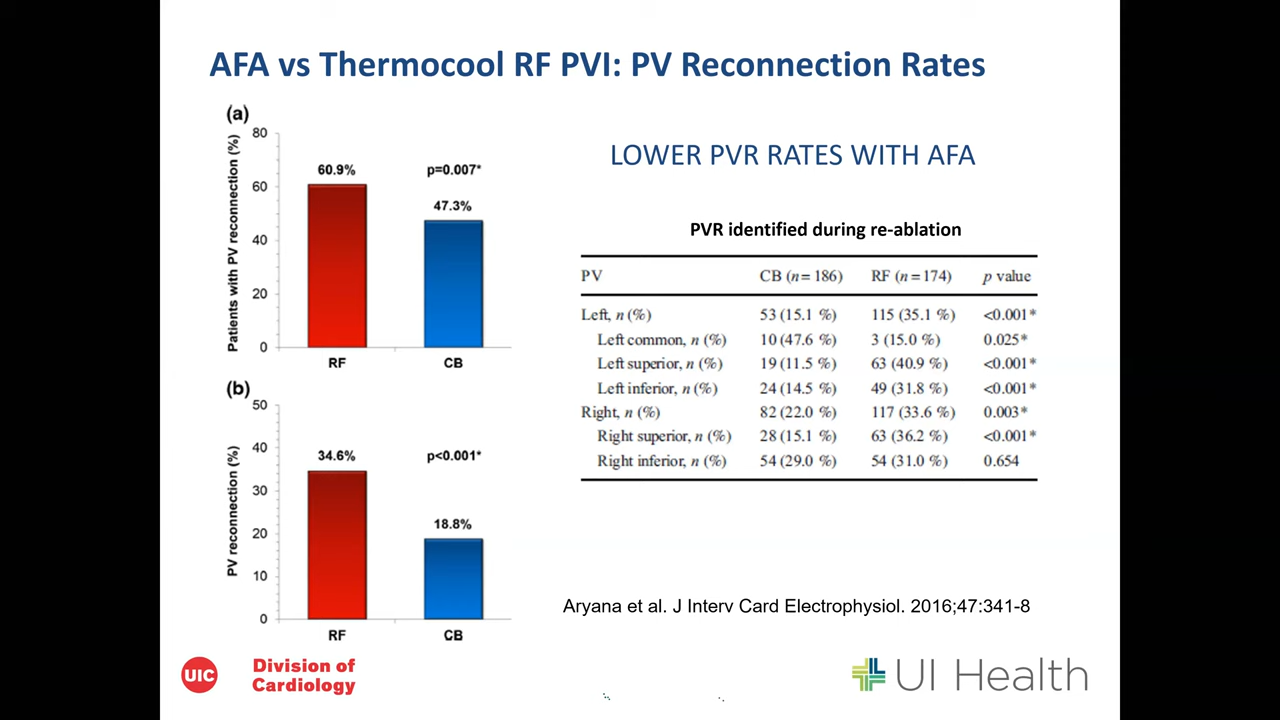 AFA vs Thermocool RF PVI: PV Reconnection Rates
(a)
Patients with PV reconnection (%)
80
60
40
20
0
60.9%
p=0.007*
47.3%
RF
CB
(b)
PV reconnection (%)
50
40
30
20
10
0
34.6%
p<0.001*
18.8%
RF
CB
LOWER PVR RATES WITH AFA
PVR identified during re-ablation
PV CB (n= 186) RF (n=174) p value
Left, n (%) 53 (15.1 %) 115 (35.1 %) <0.001*
Left common, n (%) 10 (47.6 %) 3 (15.0 %) 0.025*
Left superior, n (%) 19 (11.5 %) 63 (40.9 %) <0.001*
Left inferior, n (%) 24 (14.5 %) 49 (31.8 %) <0.001*
Right, n (%) 82 (22.0 %) 117 (33.6 %) 0.003*
Right superior, n (%) 28 (15.1 %) 63 (36.2 %) <0.001*
Right inferior, n (%) 54 (29.0 %) 54 (31.0 %) 0.654
Aryana et al. J Interv Card Electrophysiol. 2016;47:341-8
UIC
Division of
Cardiology
UI Health